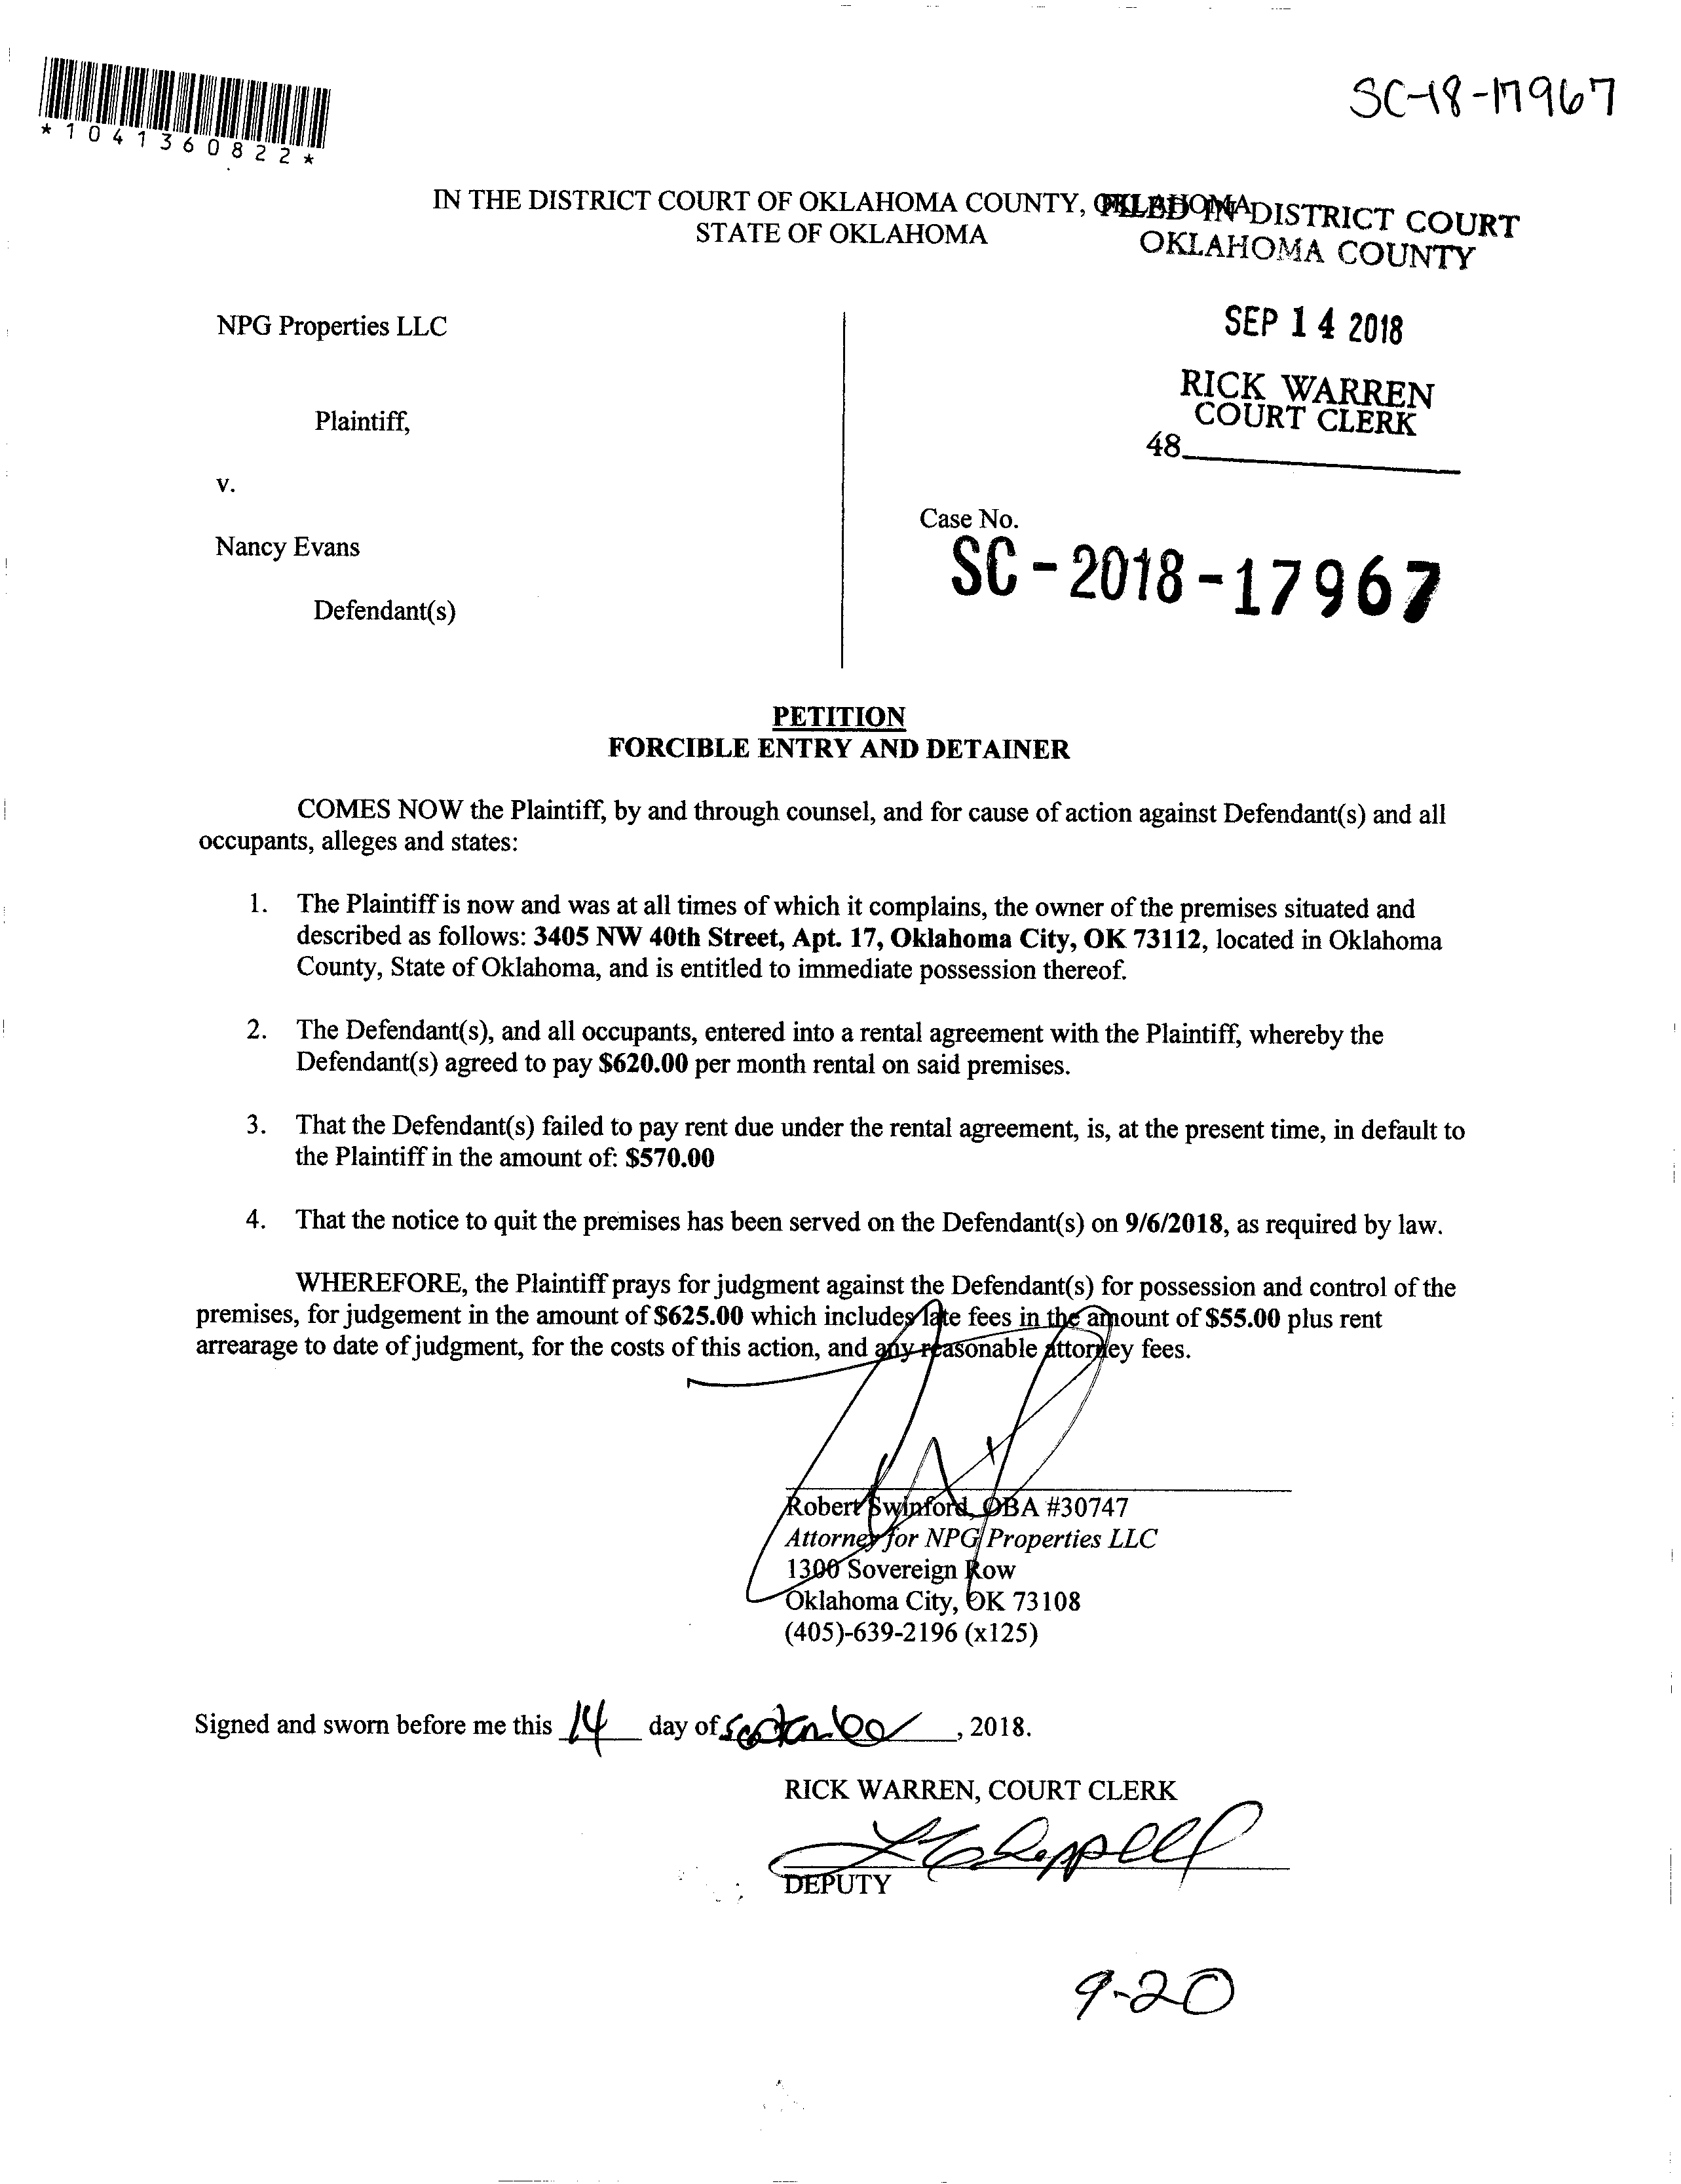 *1041360822*
SC-18-17967
IN THE DISTRICT COURT OF OKLAHOMA COUNTY, OKLAHOMA
STATE OF OKLAHOMA
FILED IN DISTRICT COURT
OKLAHOMA COUNTY
SEP 14 2018
RICK WARREN
COURT CLERK
48
NPG Properties LLC
Plaintiff,
v.
Nancy Evans
Defendant(s)
Case No.
SC-2018-17967
PETITION
FORCIBLE ENTRY AND DETAINER
COMES NOW the Plaintiff, by and through counsel, and for cause of action against Defendant(s) and all
occupants, alleges and states:
1. The Plaintiff is now and was at all times of which it complains, the owner of the premises situated and
described as follows: 3405 NW 40th Street, Apt. 17, Oklahoma City, OK 73112, located in Oklahoma
County, State of Oklahoma, and is entitled to immediate possession thereof.
2. The Defendant(s), and all occupants, entered into a rental agreement with the Plaintiff, whereby the
Defendant(s) agreed to pay $620.00 per month rental on said premises.
3. That the Defendant(s) failed to pay rent due under the rental agreement, is, at the present time, in default to
the Plaintiff in the amount of: $570.00
4. That the notice to quit the premises has been served on the Defendant(s) on 9/6/2018, as required by law.
WHEREFORE, the Plaintiff prays for judgment against the Defendant(s) for possession and control of the
premises, for judgement in the amount of $625.00 which includes late fees in the amount of $55.00 plus rent
arrearage to date of judgment, for the costs of this action, and any reasonable attorney fees.
Robert Swinford, OBA #30747
Attorney for NPG Properties LLC
1300 Sovereign Row
Oklahoma City, OK 73108
(405)-639-2196 (x125)
Signed and sworn before me this 14 day of September, 2018.
RICK WARREN, COURT CLERK
DEPUTY
9-20